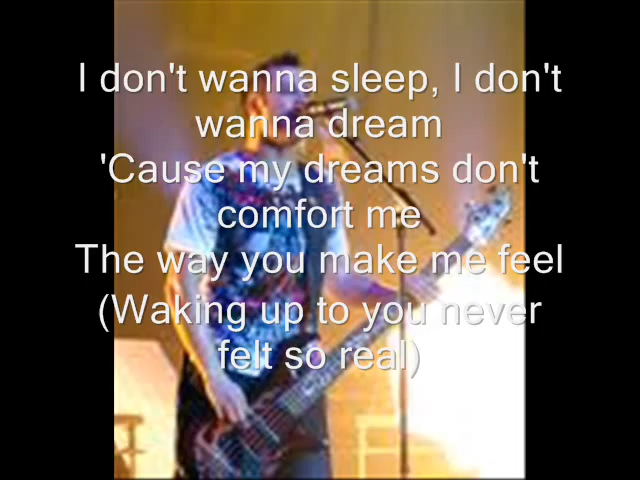 I don't wanna sleep, I don't
wanna dream
'Cause my dreams don't
comfort me
The way you make me feel
(Waking up to you never
felt so real)